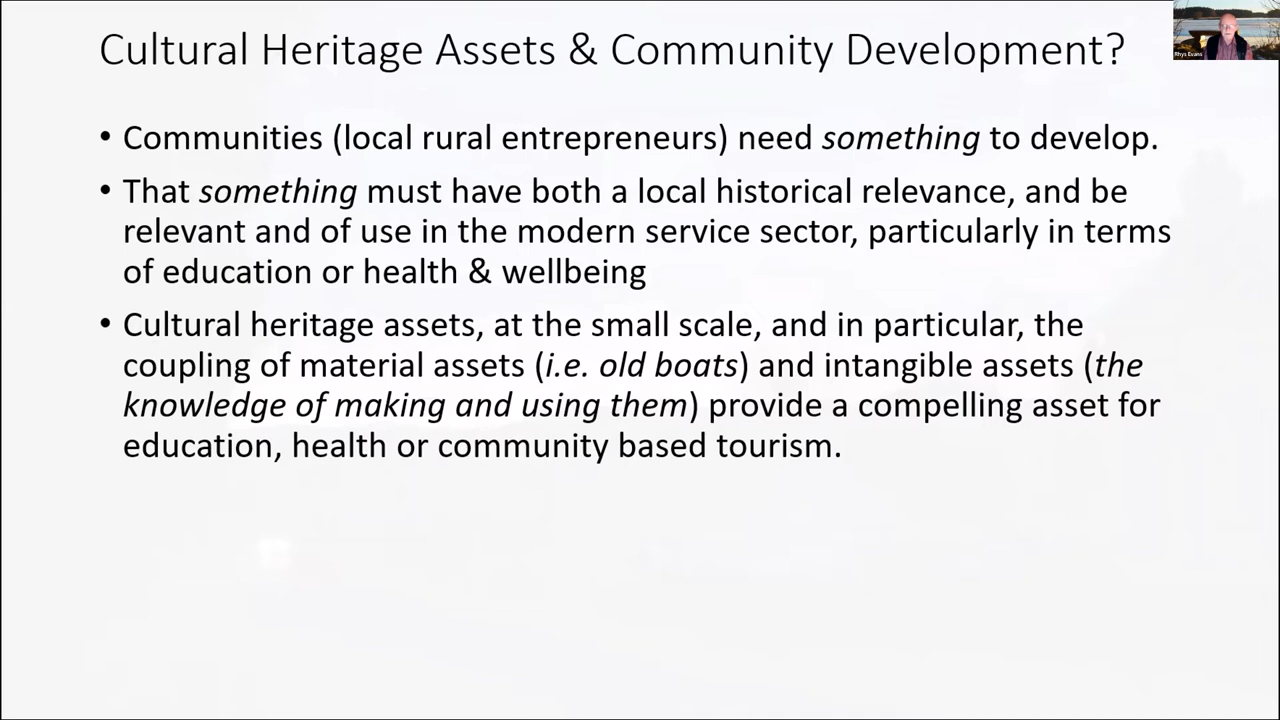 Cultural Heritage Assets & Community Development?
Rhys Evans
• Communities (local rural entrepreneurs) need something to develop.
• That something must have both a local historical relevance, and be
relevant and of use in the modern service sector, particularly in terms
of education or health & wellbeing
• Cultural heritage assets, at the small scale, and in particular, the
coupling of material assets (i.e. old boats) and intangible assets (the
knowledge of making and using them) provide a compelling asset for
education, health or community based tourism.